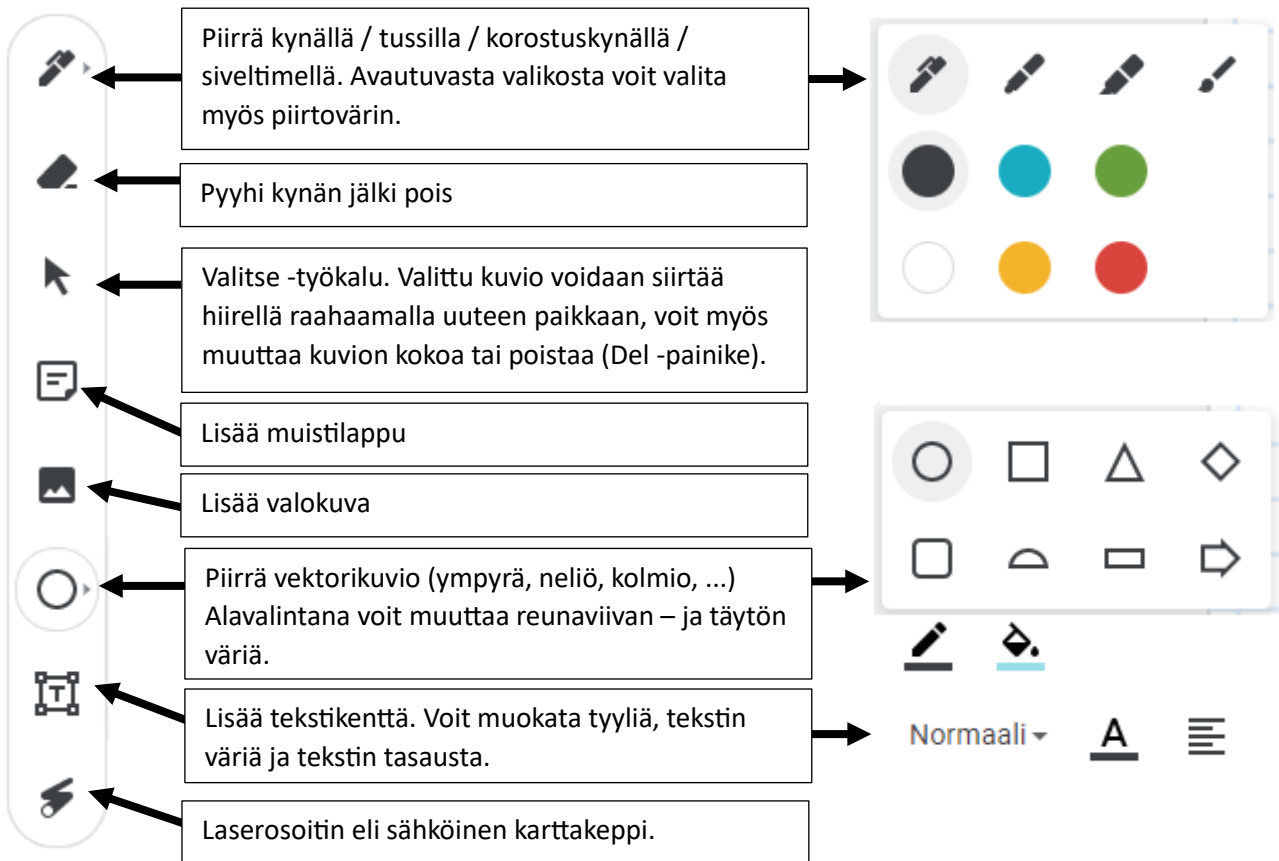 Piirrä kynällä / tussilla / korostuskynällä /
siveltimellä. Avautuvasta valikosta voit valita
myös piirtovärin.
Pyyhi kynän jälki pois
Valitse -työkalu. Valittu kuvio voidaan siirtää
hiirellä raahaamalla uuteen paikkaan, voit myös
muuttaa kuvion kokoa tai poistaa (Del -painike).
Lisää muistilappu
Lisää valokuva
Piirrä vektorikuvio (ympyrä, neliö, kolmio, ...)
Alavalintana voit muuttaa reunaviivan – ja täytön
väriä.
Lisää tekstikenttä. Voit muokata tyyliä, tekstin
väriä ja tekstin tasausta.
Normaali
A
T
Laserosoitin eli sähköinen karttakeppi.